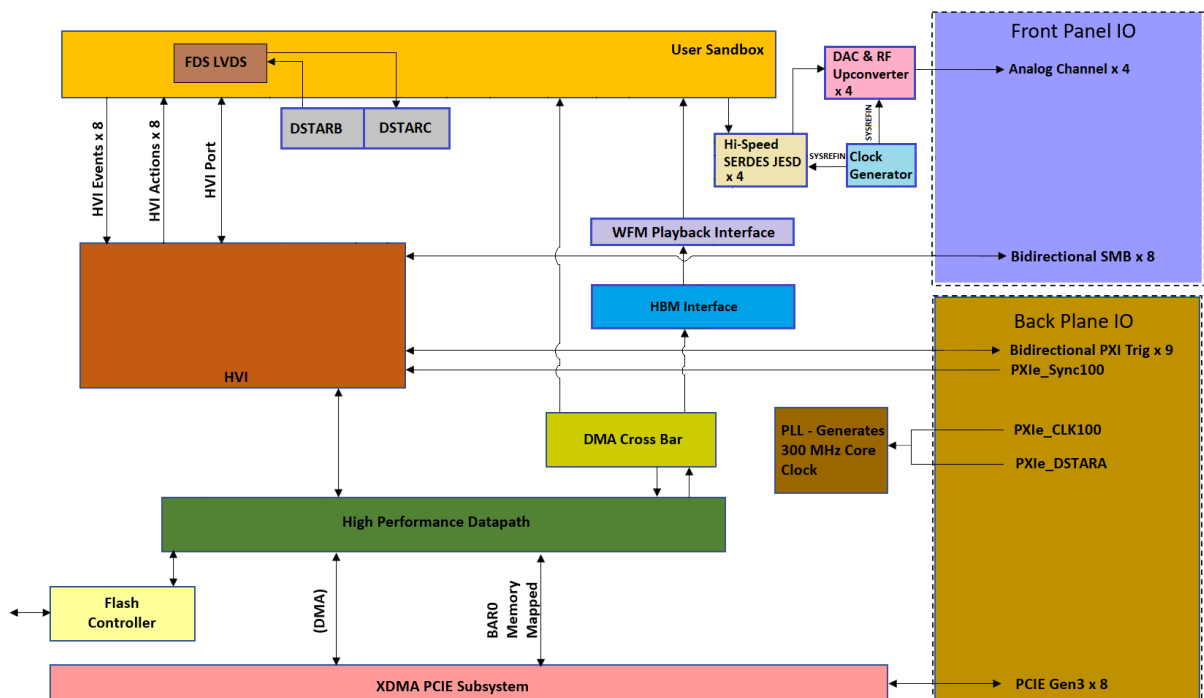 Front Panel IO
User Sandbox
FDS LVDS
DAC & RF
Upconverter
x 4
Analog Channel x 4
DSTARB
DSTARC
SYSREFIN
HVI Events x 8
HVI Actions x 8
HVI Port
Hi-Speed
SERDES JESD
x 4
SYSREFIN
Clock
Generator
WFM Playback Interface
Bidirectional SMB x 8
HBM Interface
Back Plane IO
Bidirectional PXI Trig x 9
HVI
PXIe_Sync100
DMA Cross Bar
PLL - Generates
300 MHz Core
Clock
PXIe_CLK100
PXIe_DSTARA
High Performance Datapath
Flash
Controller
(DMA)
BAR0
Memory
Mapped
XDMA PCIE Subsystem
PCIE Gen3 x 8